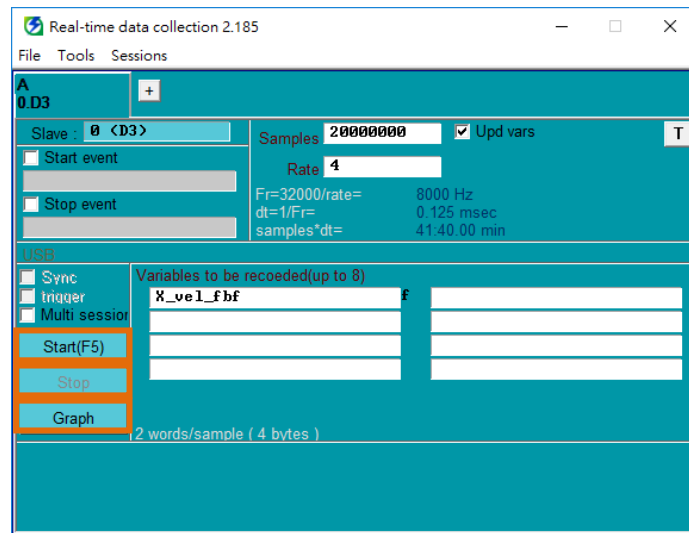 Real-time data collection 2.185
File Tools Sessions
A
0.D3
+
Slave : 0 (D3)
Samples 20000000
Upd vars
T
Start event
Rate 4
Stop event
Fr=32000/rate= 8000 Hz
dt=1/Fr= 0.125 msec
samples*dt= 41:40.00 min
USB
Sync
trigger
Multi session
Variables to be recoeded(up to 8)
X_vel_fbf f
Start(F5)
Stop
Graph
2 words/sample ( 4 bytes )